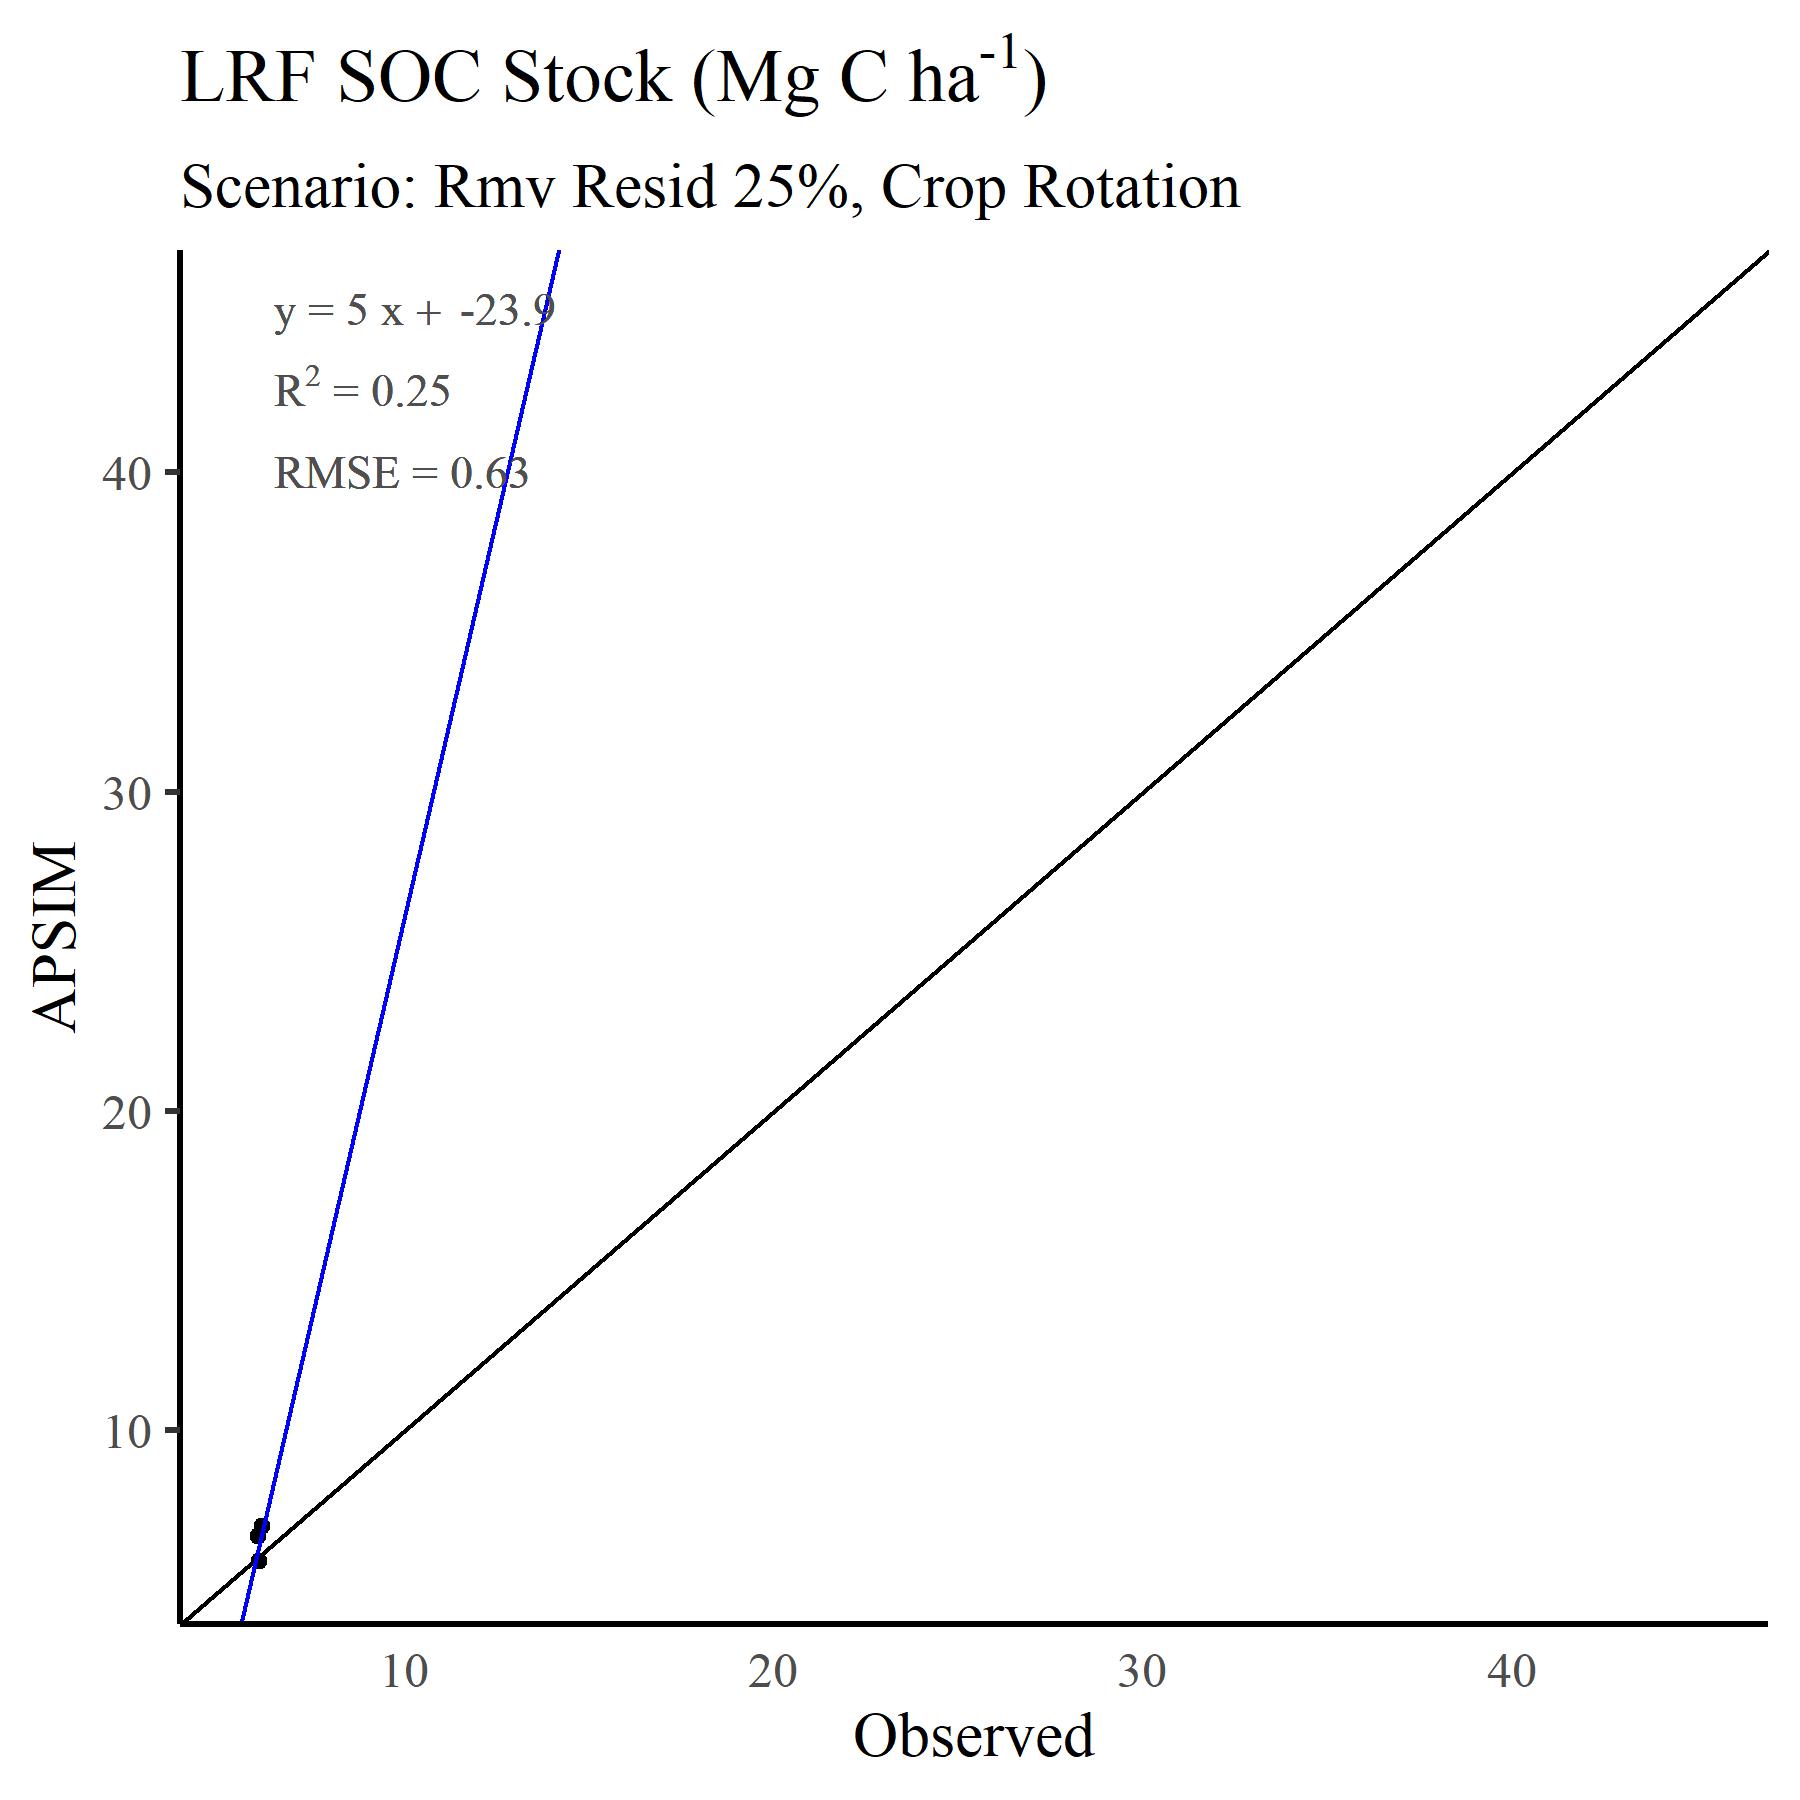 LRF SOC Stock (Mg C ha⁻¹)
Scenario: Rmv Resid 25%, Crop Rotation
y = 5 x + -23.9
R² = 0.25
RMSE = 0.63
40
30
20
10
APSIM
10 20 30 40
Observed